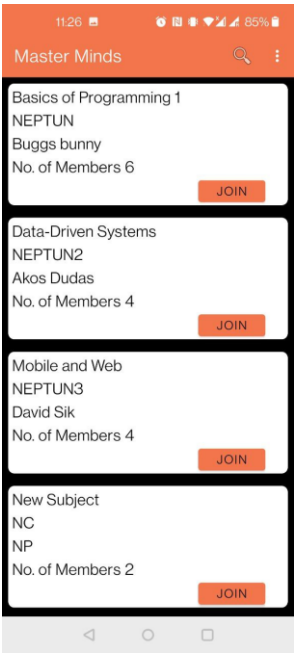 11:26
85%
Master Minds
Basics of Programming 1
NEPTUN
Buggs bunny
No. of Members 6
JOIN
Data-Driven Systems
NEPTUN2
Akos Dudas
No. of Members 4
JOIN
Mobile and Web
NEPTUN3
David Sik
No. of Members 4
JOIN
New Subject
NC
NP
No. of Members 2
JOIN